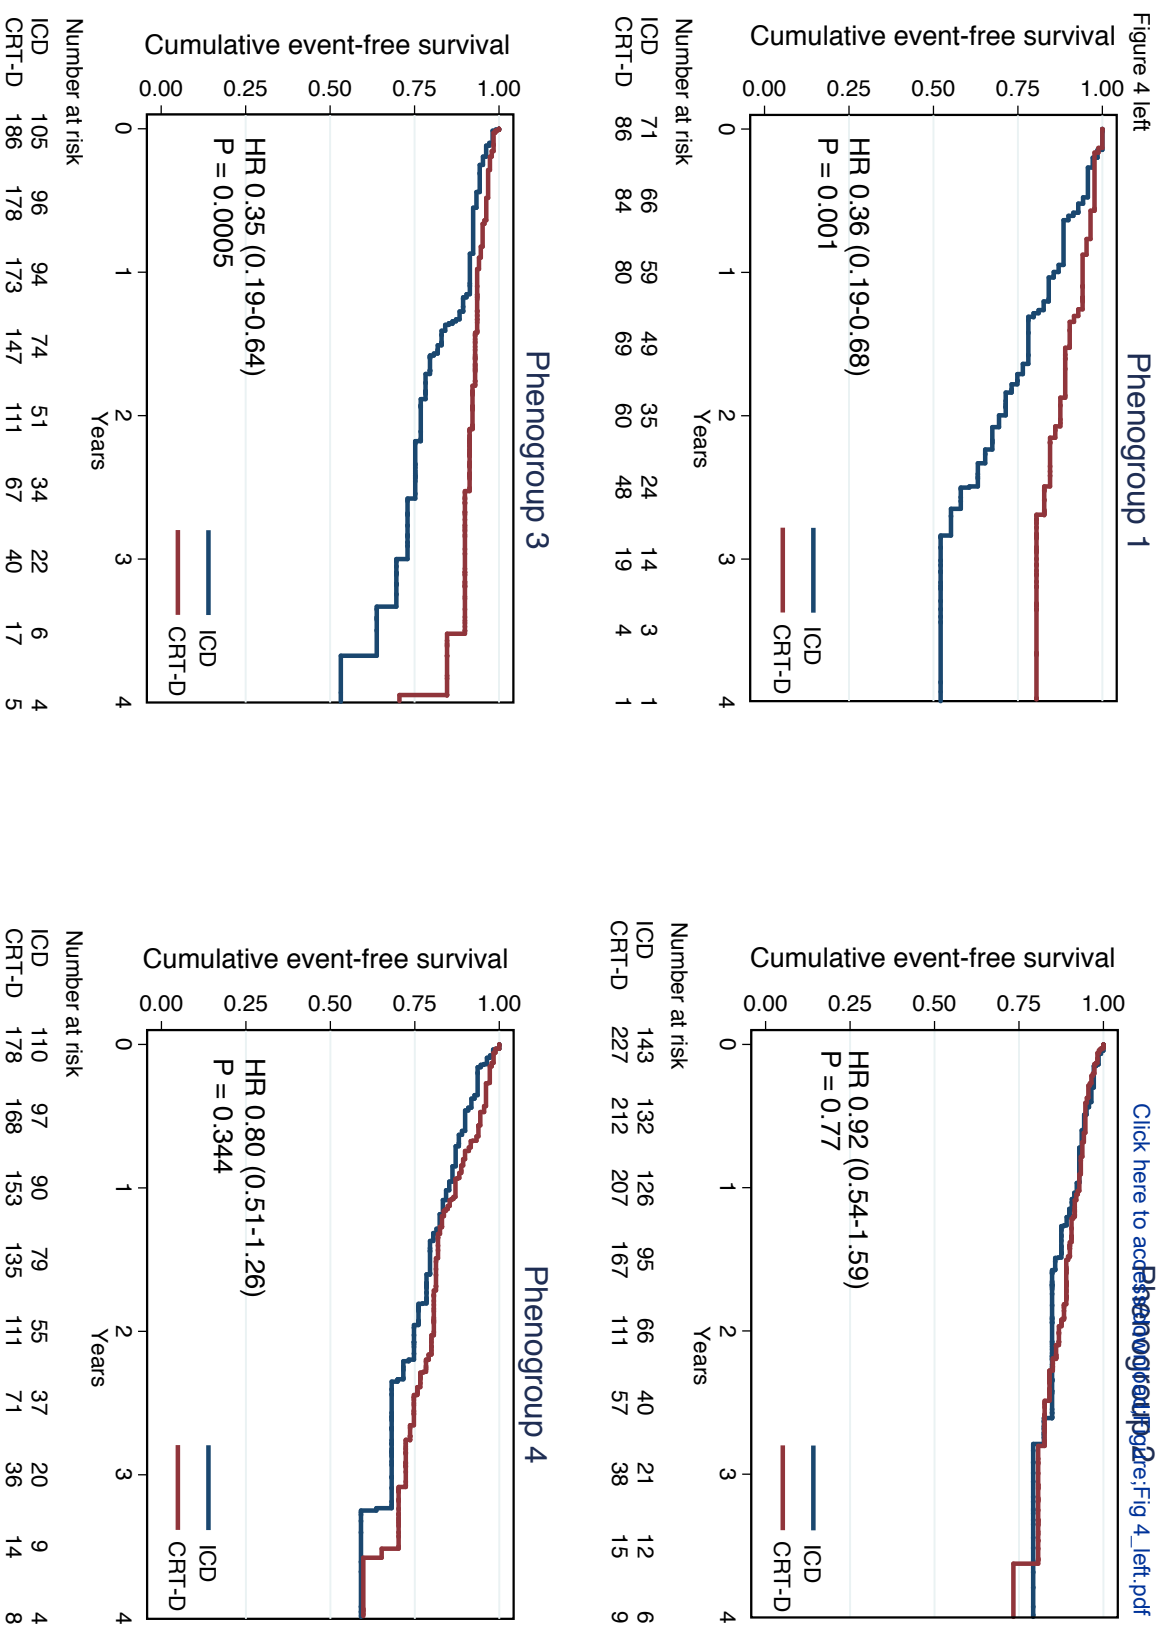 Figure 4 left
Click here to access/download;Figure;Fig 4_left.pdf
Phenogroup 1
Cumulative event-free survival
1.00
0.75
0.50
0.25
0.00
HR 0.36 (0.19-0.68)
P = 0.001
ICD
CRT-D
0 1 2 3 4
Years
Number at risk
ICD 71 66 59 49 35 24 14 3 1
CRT-D 86 84 80 69 60 48 19 4 1
Phenogroup 2
Cumulative event-free survival
1.00
0.75
0.50
0.25
0.00
HR 0.92 (0.54-1.59)
P = 0.77
ICD
CRT-D
0 1 2 3 4
Years
Number at risk
ICD 143 132 126 95 66 40 21 12 6
CRT-D 227 212 207 167 111 57 38 15 9
Phenogroup 3
Cumulative event-free survival
1.00
0.75
0.50
0.25
0.00
HR 0.35 (0.19-0.64)
P = 0.0005
ICD
CRT-D
0 1 2 3 4
Years
Number at risk
ICD 105 96 94 74 51 34 22 6 4
CRT-D 186 178 173 147 111 67 40 17 5
Phenogroup 4
Cumulative event-free survival
1.00
0.75
0.50
0.25
0.00
HR 0.80 (0.51-1.26)
P = 0.344
ICD
CRT-D
0 1 2 3 4
Years
Number at risk
ICD 110 97 90 79 55 37 20 9 4
CRT-D 178 168 153 135 111 71 36 14 8